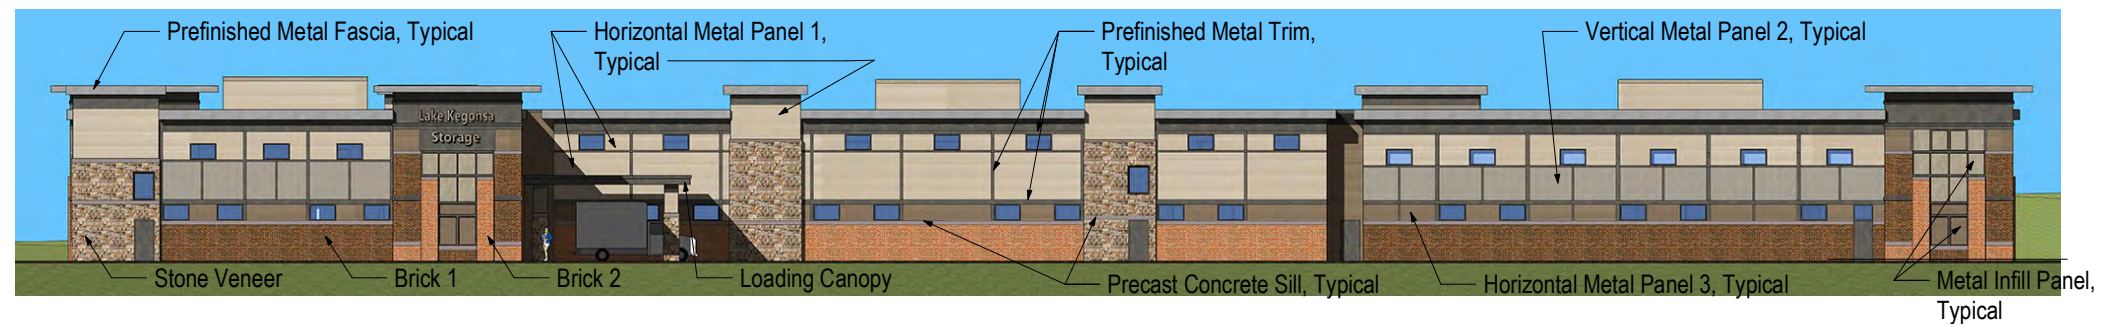 Prefinished Metal Fascia, Typical
Horizontal Metal Panel 1,
Typical
Prefinished Metal Trim,
Typical
Vertical Metal Panel 2, Typical
Lake Kegonsa
Storage
Stone Veneer
Brick 1
Brick 2
Loading Canopy
Precast Concrete Sill, Typical
Horizontal Metal Panel 3, Typical
Metal Infill Panel,
Typical